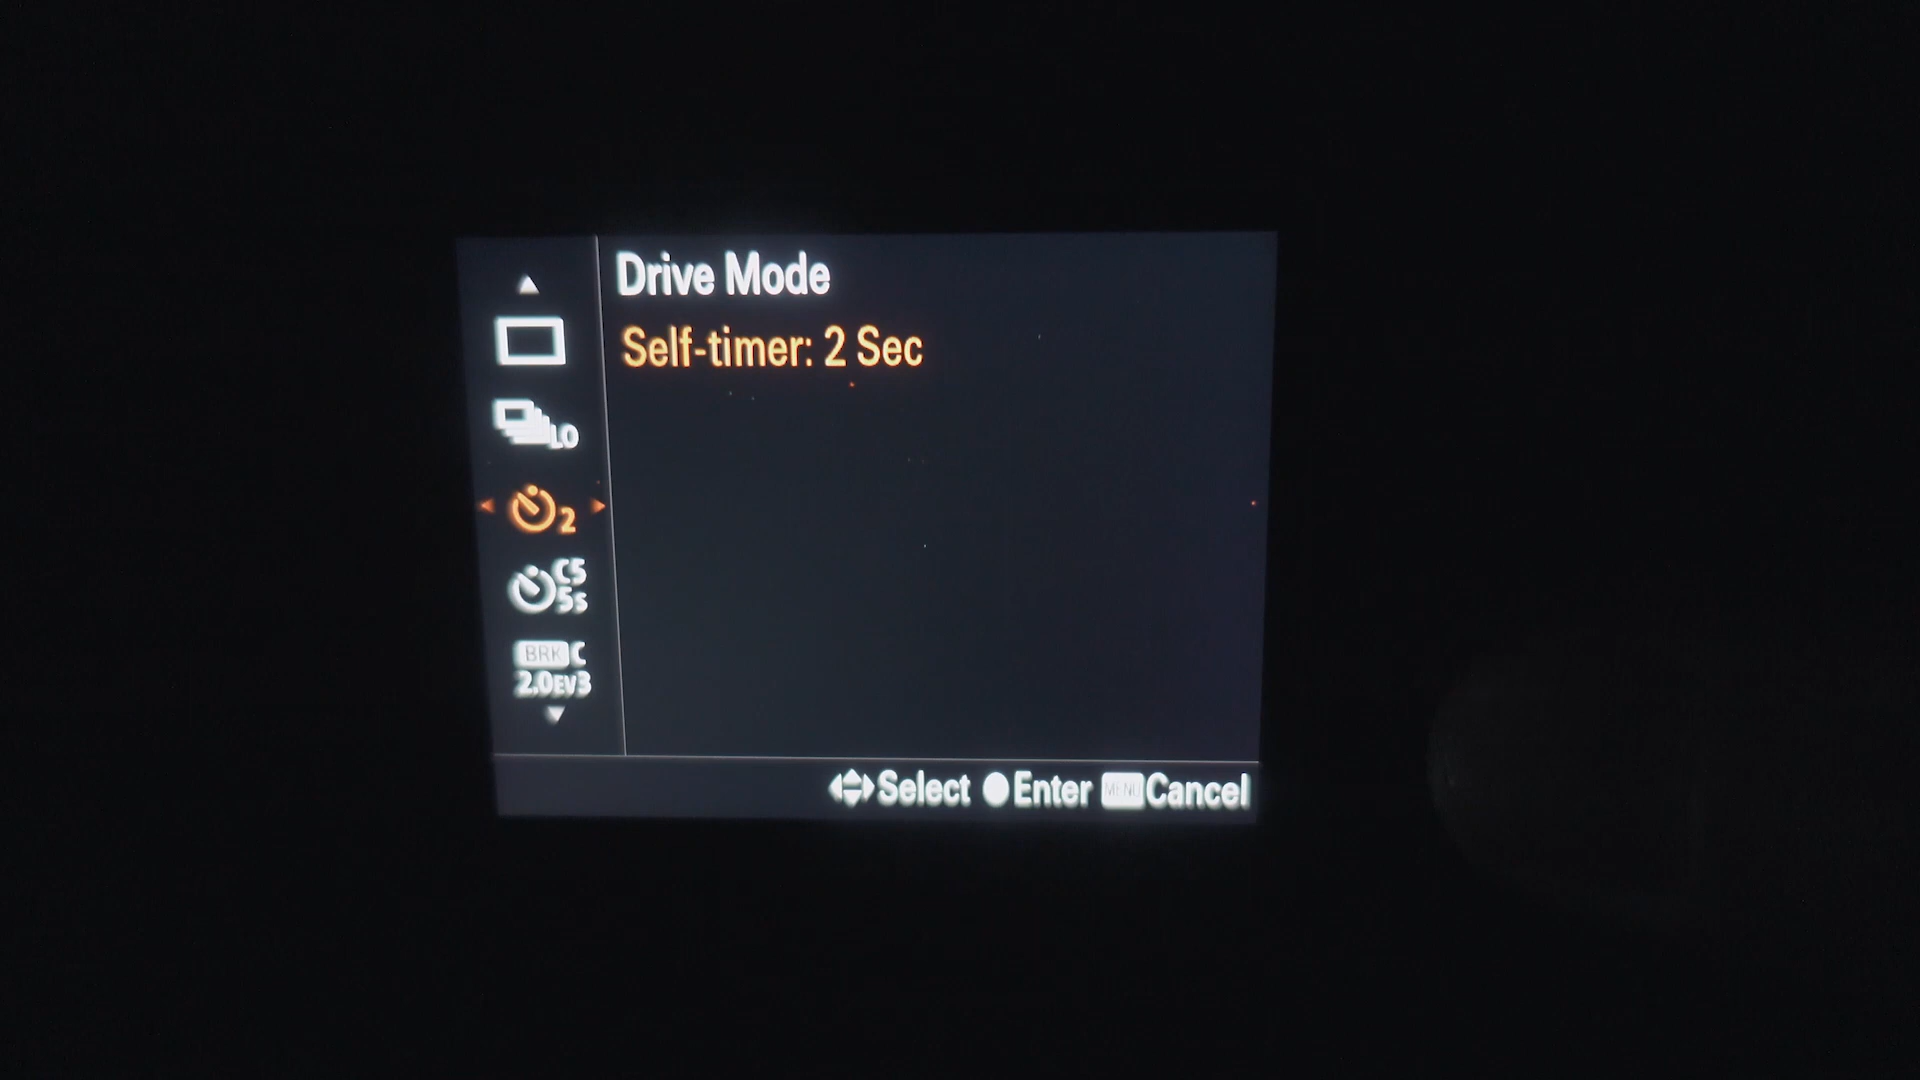 Drive Mode
Self-timer: 2 Sec
LO
2
C5
5s
BRK C
2.0EV3
Select Enter MENU Cancel